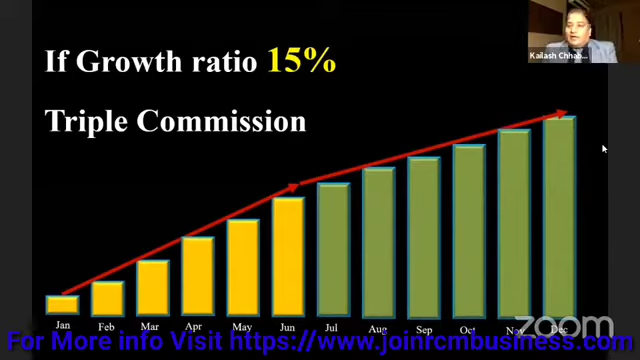 If Growth ratio 15%
Kailash Chhab...
Triple Commission
Jan Feb Mar Apr May Jun Jul Aug Sep Oct Nov Dec
zoom
For More info Visit https://www.joinrcmbusiness.com